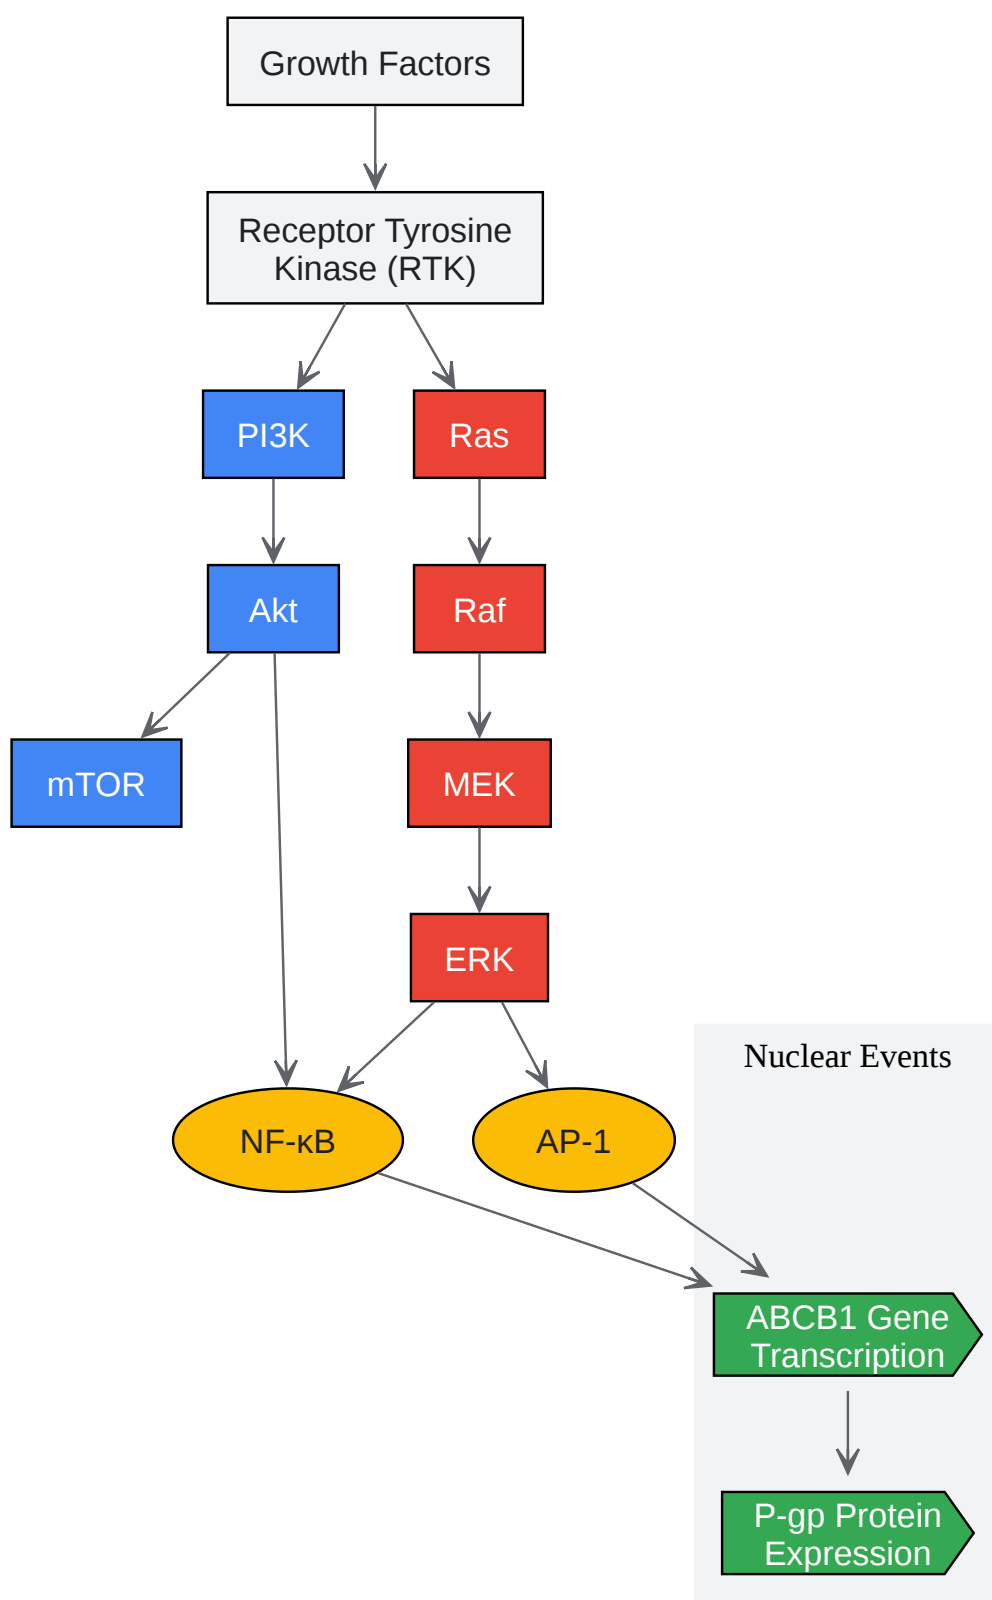 Growth Factors
Receptor Tyrosine
Kinase (RTK)
PI3K
Ras
Akt
Raf
mTOR
MEK
ERK
Nuclear Events
NF-κB
AP-1
ABCB1 Gene
Transcription
P-gp Protein
Expression